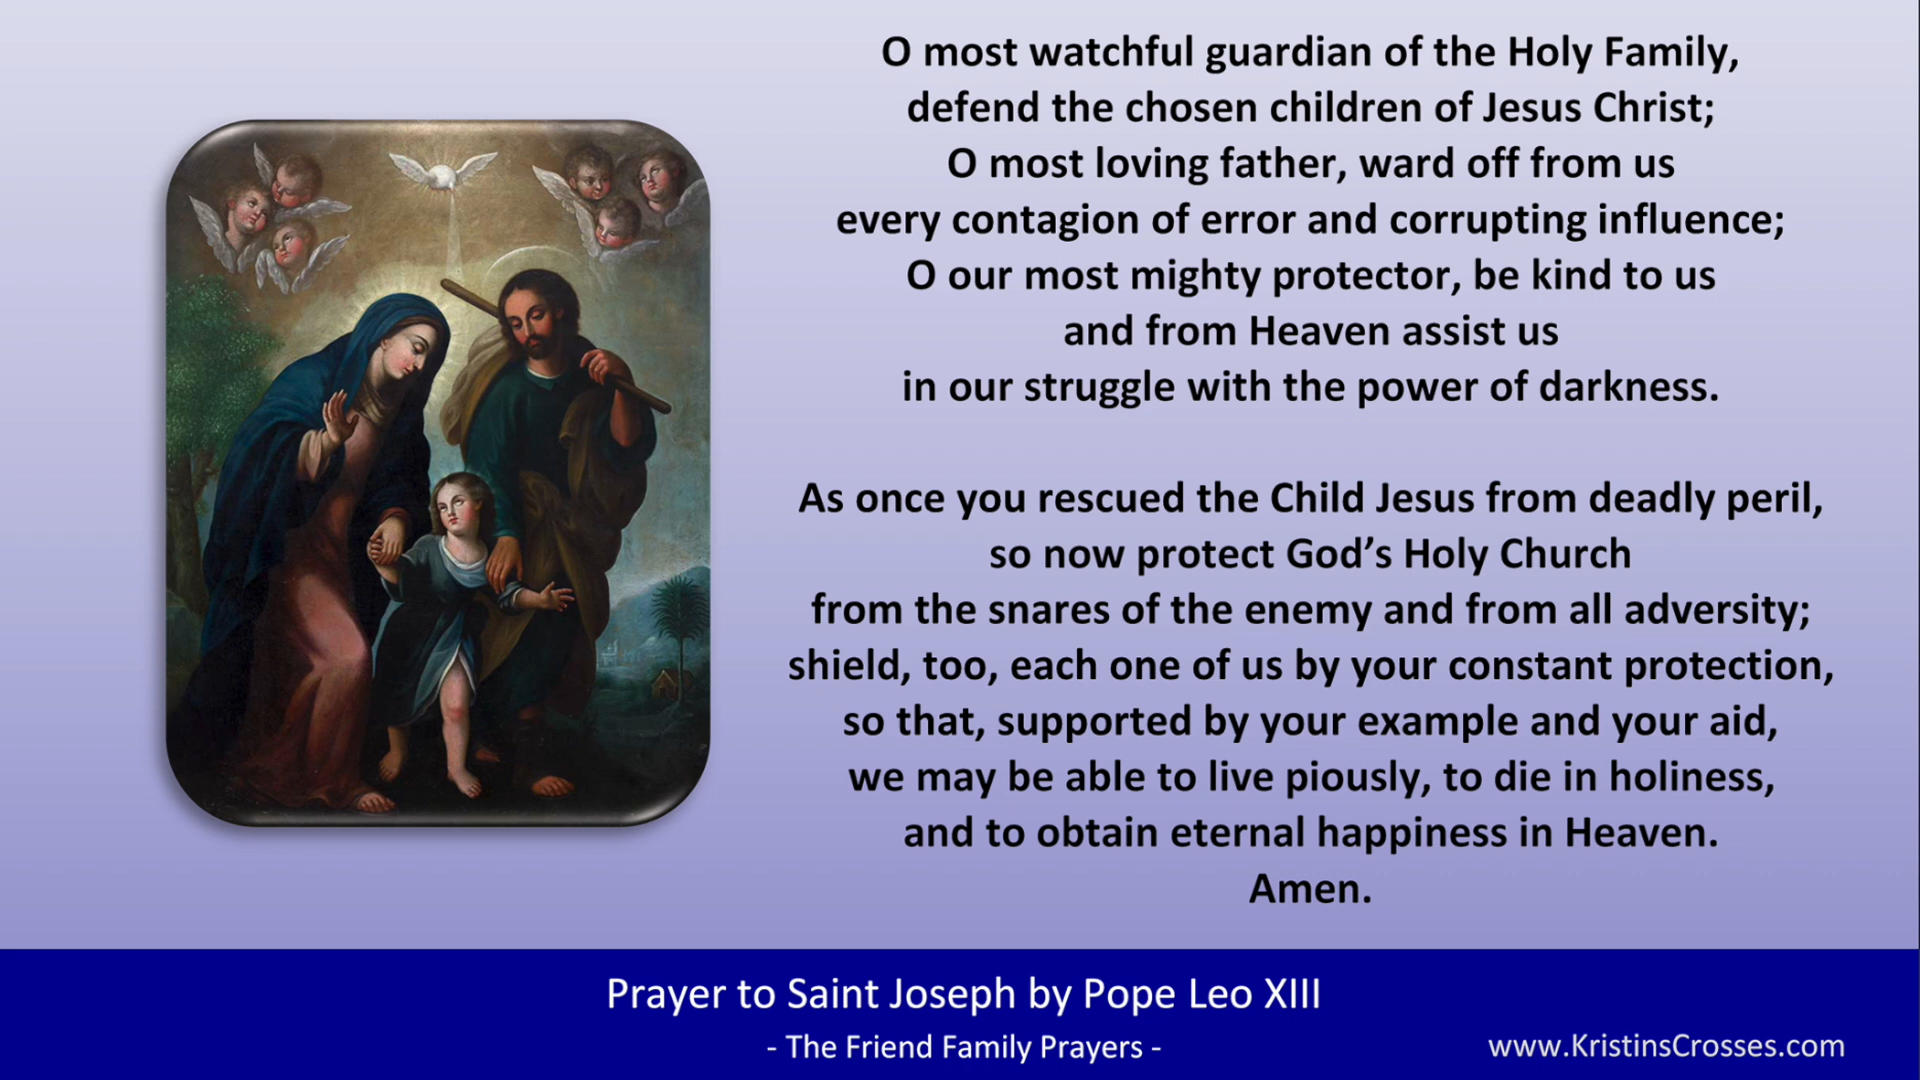 O most watchful guardian of the Holy Family,
defend the chosen children of Jesus Christ;
O most loving father, ward off from us
every contagion of error and corrupting influence;
O our most mighty protector, be kind to us
and from Heaven assist us
in our struggle with the power of darkness.
As once you rescued the Child Jesus from deadly peril,
so now protect God’s Holy Church
from the snares of the enemy and from all adversity;
shield, too, each one of us by your constant protection,
so that, supported by your example and your aid,
we may be able to live piously, to die in holiness,
and to obtain eternal happiness in Heaven.
Amen.
Prayer to Saint Joseph by Pope Leo XIII
- The Friend Family Prayers -
www.KristinsCrosses.com